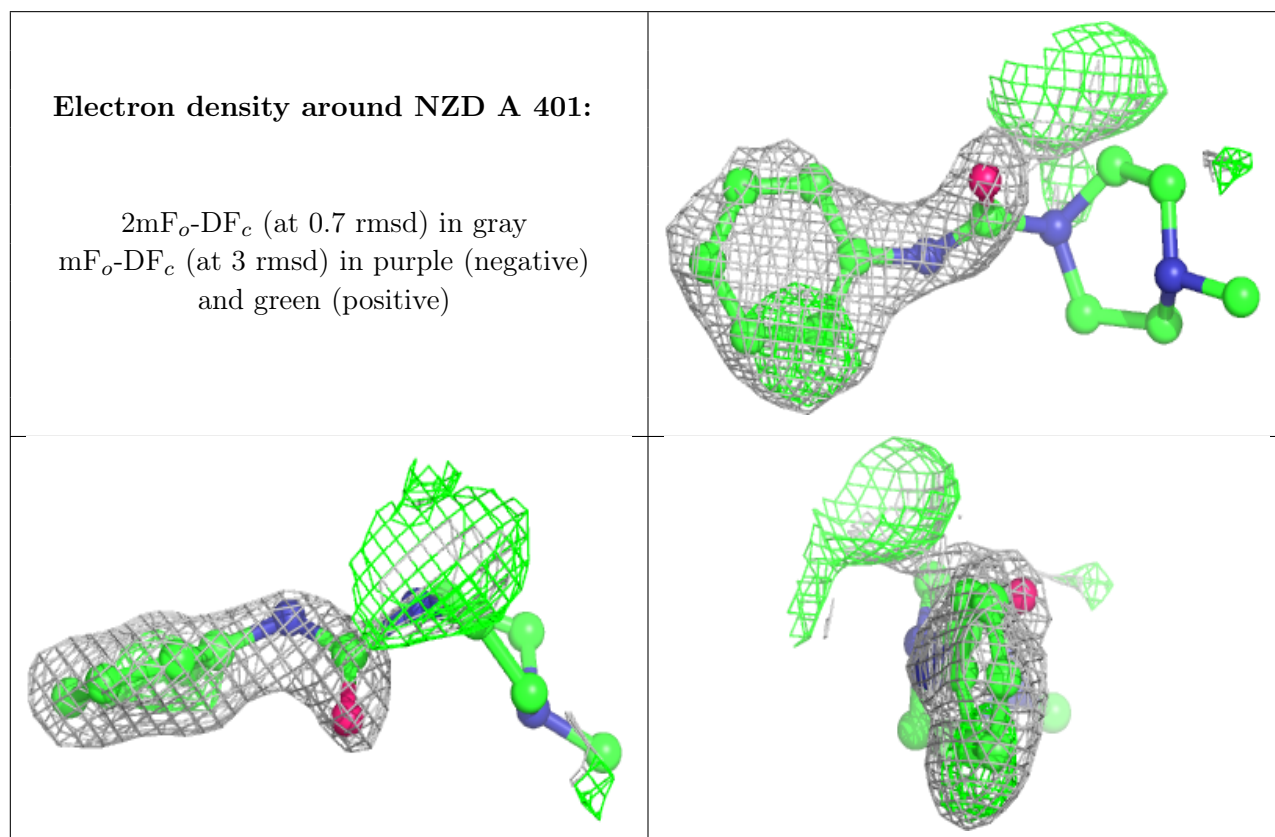 Electron density around NZD A 401:
2mFo-DFc (at 0.7 rmsd) in gray
mFo-DFc (at 3 rmsd) in purple (negative)
and green (positive)